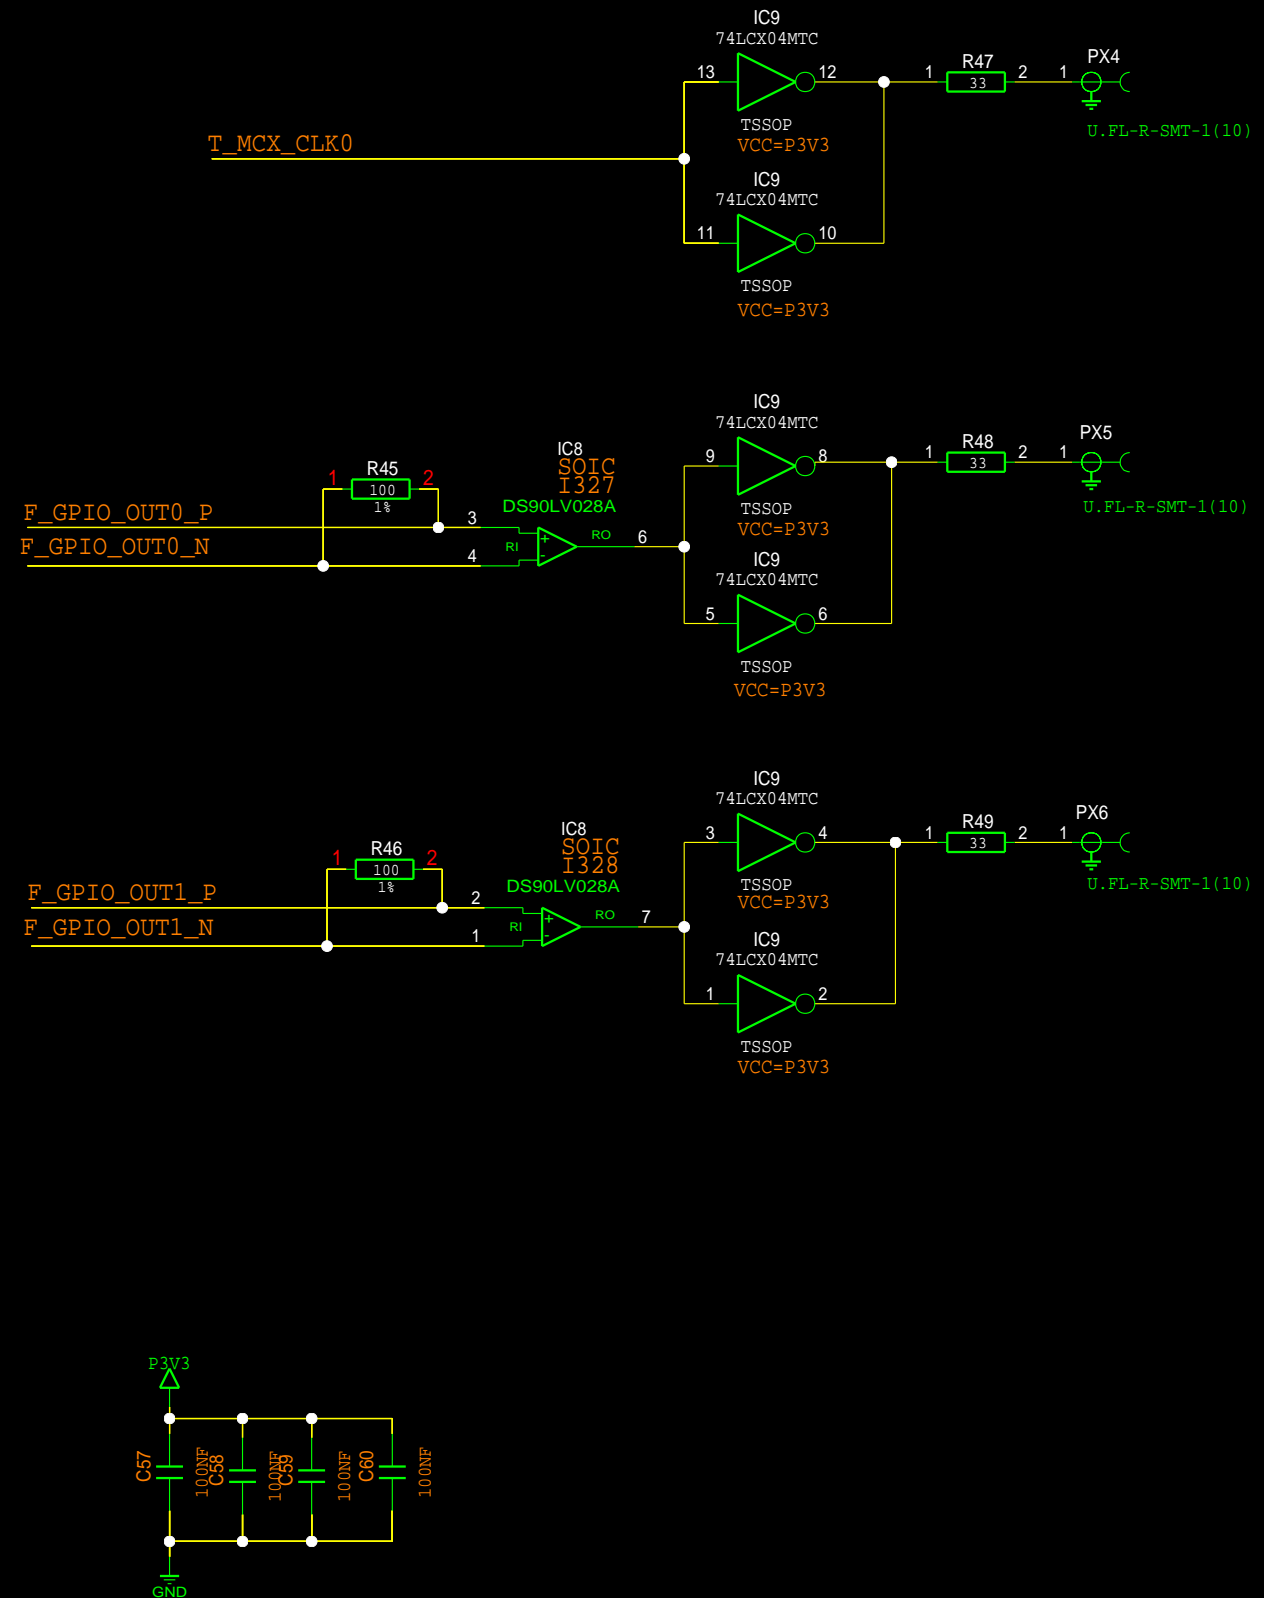 IC9
74LCX04MTC
13
12
TSSOP
VCC=P3V3
1
R47
33
2
1
PX4
U.FL-R-SMT-1(10)
T_MCX_CLK0
IC9
74LCX04MTC
11
10
TSSOP
VCC=P3V3
IC9
74LCX04MTC
9
8
TSSOP
VCC=P3V3
1
R48
33
2
1
PX5
U.FL-R-SMT-1(10)
1
R45
2
100
1%
F_GPIO_OUT0_P
F_GPIO_OUT0_N
IC8
SOIC
I327
DS90LV028A
3
4
RI
+
-
RO
6
IC9
74LCX04MTC
5
6
TSSOP
VCC=P3V3
IC9
74LCX04MTC
3
4
TSSOP
VCC=P3V3
1
R49
33
2
1
PX6
U.FL-R-SMT-1(10)
1
R46
2
100
1%
F_GPIO_OUT1_P
F_GPIO_OUT1_N
IC8
SOIC
I328
DS90LV028A
2
1
RI
+
-
RO
7
IC9
74LCX04MTC
1
2
TSSOP
VCC=P3V3
P3V3
C57
100NF
C58
100NF
C59
100NF
C60
100NF
GND